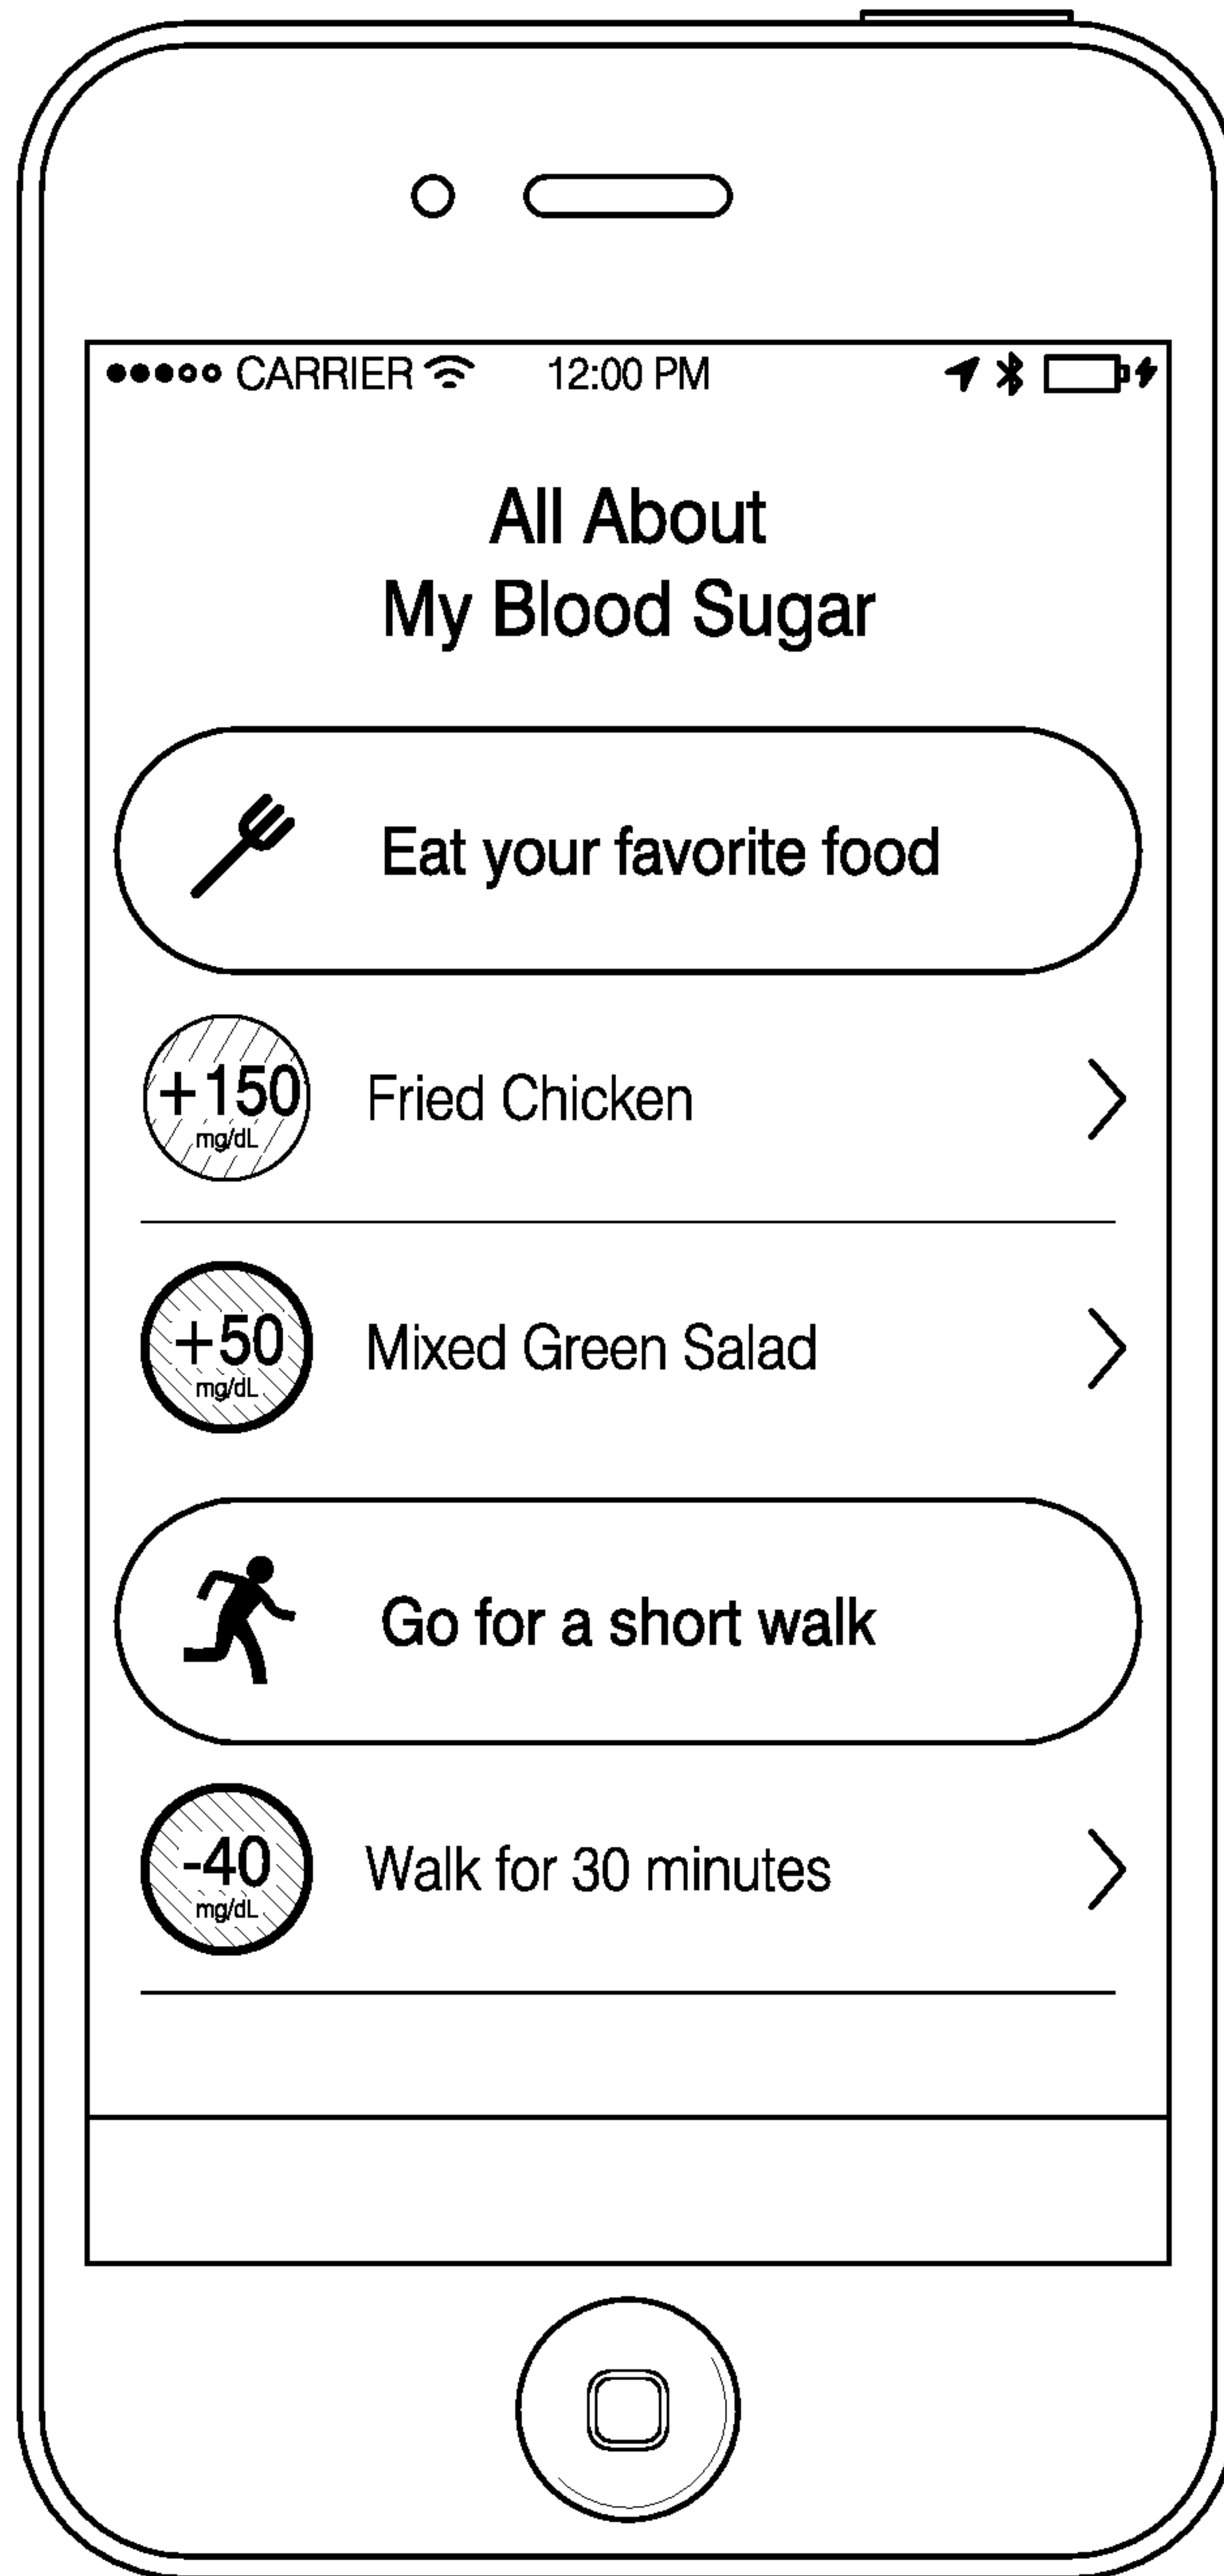 CARRIER 12:00 PM
All About
My Blood Sugar
Eat your favorite food
+150
mg/dL
Fried Chicken
+50
mg/dL
Mixed Green Salad
Go for a short walk
-40
mg/dL
Walk for 30 minutes